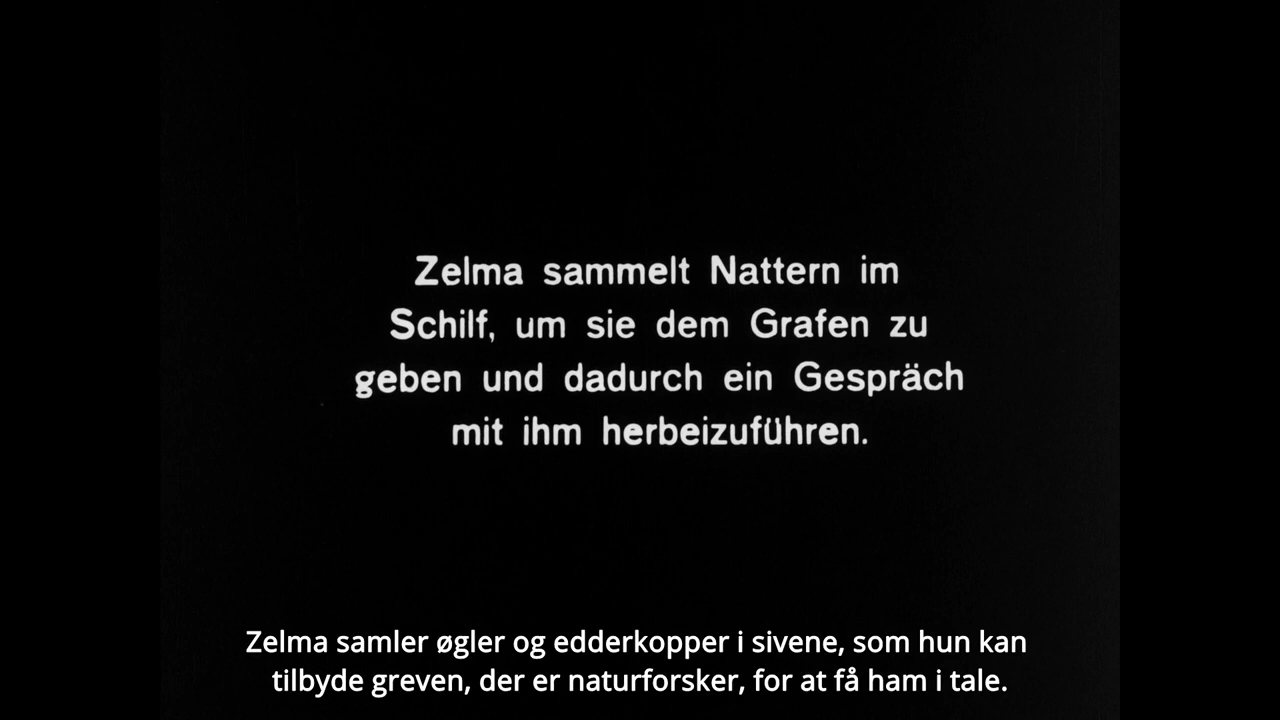 Zelma sammelt Nattern im
Schilf, um sie dem Grafen zu
geben und dadurch ein Gespräch
mit ihm herbeizuführen.
Zelma samler øgler og edderkopper i sivene, som hun kan
tilbyde greven, der er naturforsker, for at få ham i tale.